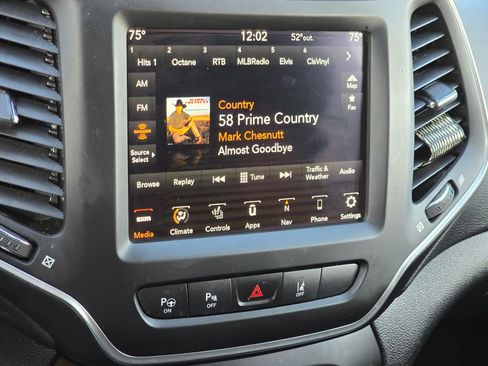 75° 12:02 52°out. 75°
1 2 3 4 5 6
Hits 1 Octane RTB MLBRadio Elvis ClsVinyl
AM
Map
FM
Fav
Country
58 Prime Country
Mark Chesnutt
Almost Goodbye
Source
Select
Browse Replay Tune Traffic & Weather Audio
sxm
Media Climate Controls Apps Nav Phone Settings
P ON P OFF OFF